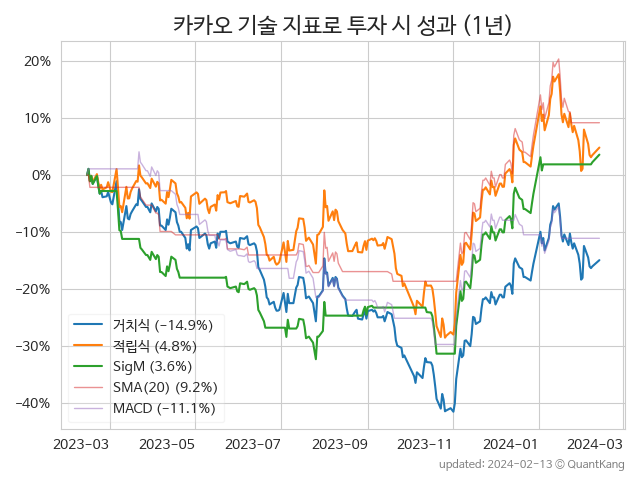 카카오 기술 지표로 투자 시 성과 (1년)
20%
10%
0%
−10%
−20%
−30%
−40%
거치식 (−14.9%)
적립식 (4.8%)
SigM (3.6%)
SMA(20) (9.2%)
MACD (−11.1%)
2023−03 2023−05 2023−07 2023−09 2023−11 2024−01 2024−03
updated: 2024−02−13 ⓒ QuantKang